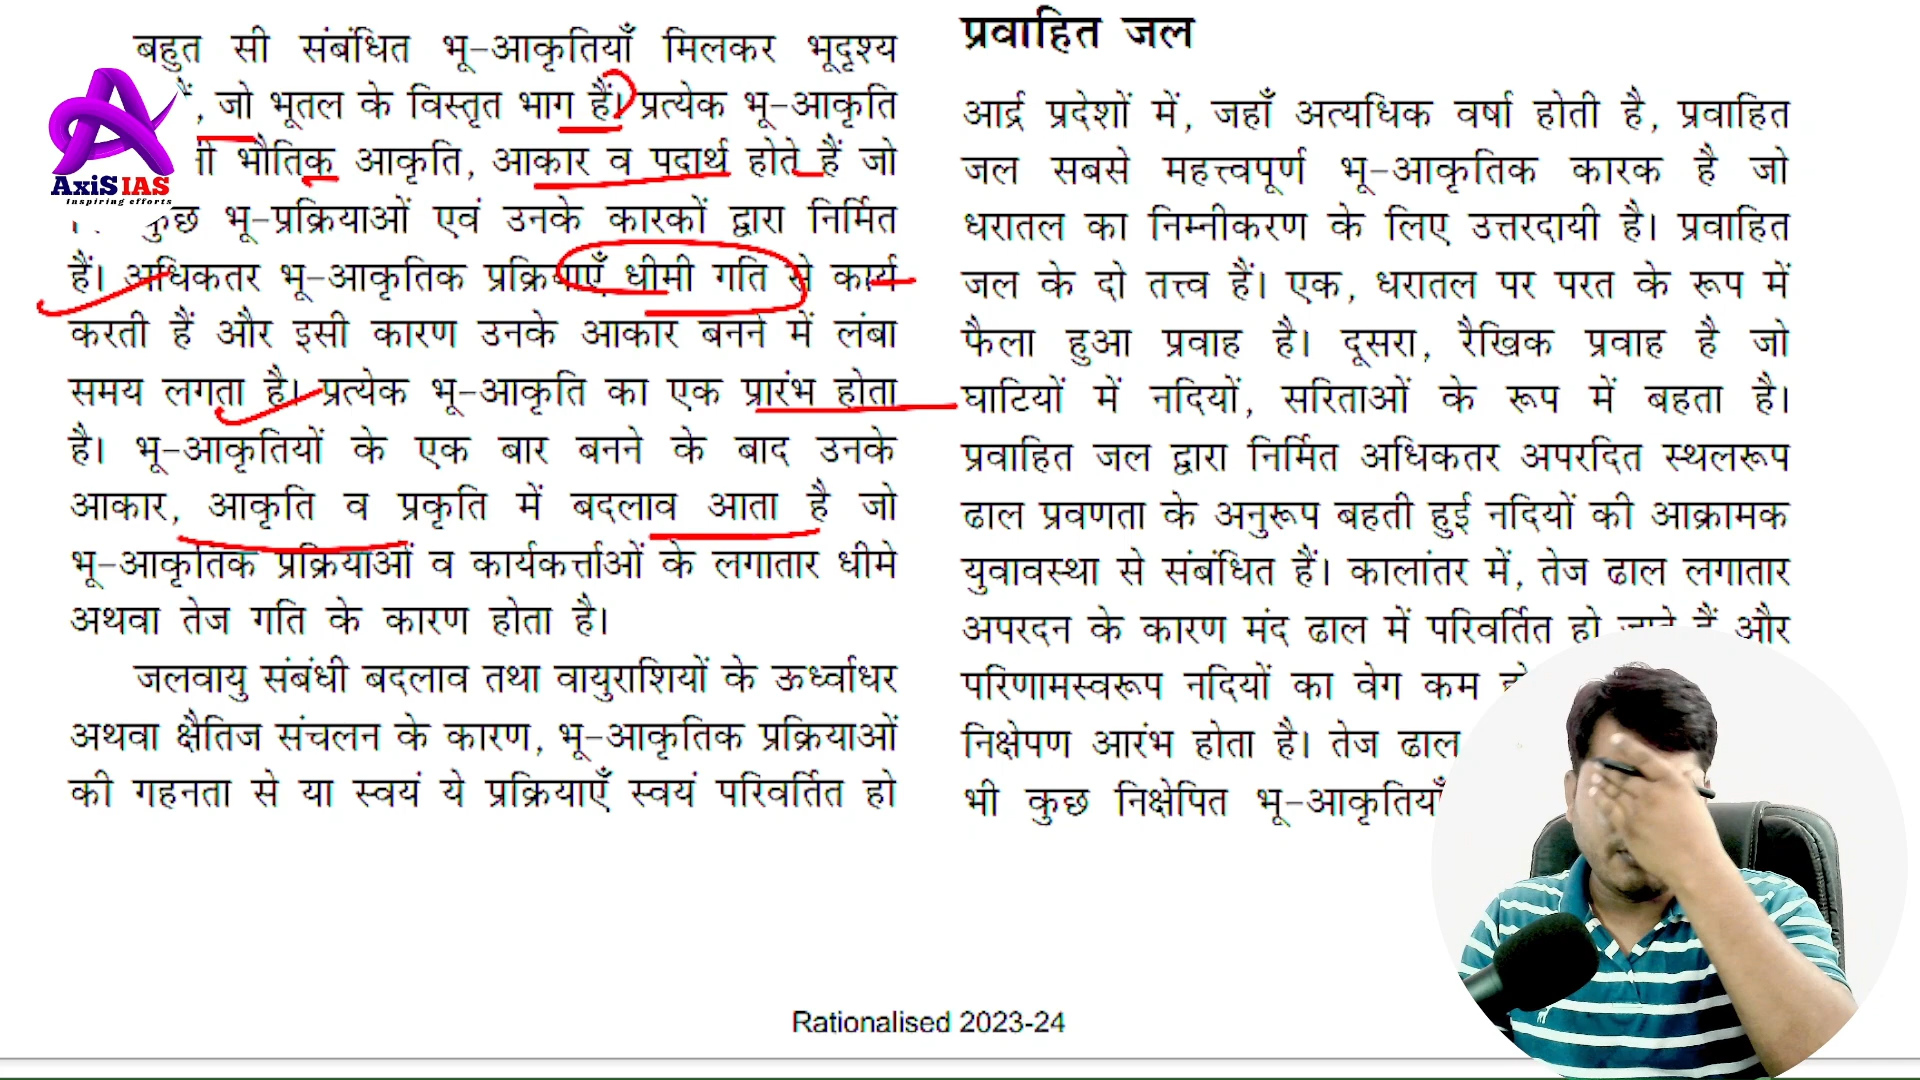 बहुत सी संबंधित भू-आकृतियाँ मिलकर भूदृश्य
, जो भूतल के विस्तृत भाग हैं। प्रत्येक भू-आकृति
भौतिक आकृति, आकार व पदार्थ होते हैं जो
कुछ भू-प्रक्रियाओं एवं उनके कारकों द्वारा निर्मित
हैं। अधिकतर भू-आकृतिक प्रक्रियाएँ धीमी गति से कार्य
करती हैं और इसी कारण उनके आकार बनने में लंबा
समय लगता है। प्रत्येक भू-आकृति का एक प्रारंभ होता
है। भू-आकृतियों के एक बार बनने के बाद उनके
आकार, आकृति व प्रकृति में बदलाव आता है जो
भू-आकृतिक प्रक्रियाओं व कार्यकर्त्ताओं के लगातार धीमे
अथवा तेज गति के कारण होता है।
जलवायु संबंधी बदलाव तथा वायुराशियों के ऊर्ध्वाधर
अथवा क्षैतिज संचलन के कारण, भू-आकृतिक प्रक्रियाओं
की गहनता से या स्वयं ये प्रक्रियाएँ स्वयं परिवर्तित हो
AxiS IAS
Inspiring efforts
प्रवाहित जल
आर्द्र प्रदेशों में, जहाँ अत्यधिक वर्षा होती है, प्रवाहित
जल सबसे महत्त्वपूर्ण भू-आकृतिक कारक है जो
धरातल का निम्नीकरण के लिए उत्तरदायी है। प्रवाहित
जल के दो तत्त्व हैं। एक, धरातल पर परत के रूप में
फैला हुआ प्रवाह है। दूसरा, रैखिक प्रवाह है जो
घाटियों में नदियों, सरिताओं के रूप में बहता है।
प्रवाहित जल द्वारा निर्मित अधिकतर अपरदित स्थलरूप
ढाल प्रवणता के अनुरूप बहती हुई नदियों की आक्रामक
युवावस्था से संबंधित हैं। कालांतर में, तेज ढाल लगातार
अपरदन के कारण मंद ढाल में परिवर्तित हो जाते हैं और
परिणामस्वरूप नदियों का वेग कम
निक्षेपण आरंभ होता है। तेज ढाल
भी कुछ निक्षेपित भू-आकृतियाँ
Rationalised 2023-24